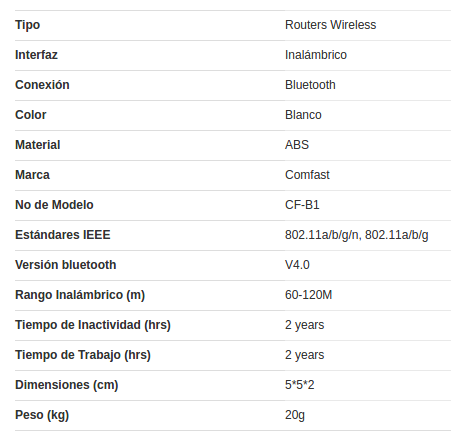 Tipo Routers Wireless
Interfaz Inalámbrico
Conexión Bluetooth
Color Blanco
Material ABS
Marca Comfast
No de Modelo CF-B1
Estándares IEEE 802.11a/b/g/n, 802.11a/b/g
Versión bluetooth V4.0
Rango Inalámbrico (m) 60-120M
Tiempo de Inactividad (hrs) 2 years
Tiempo de Trabajo (hrs) 2 years
Dimensiones (cm) 5*5*2
Peso (kg) 20g